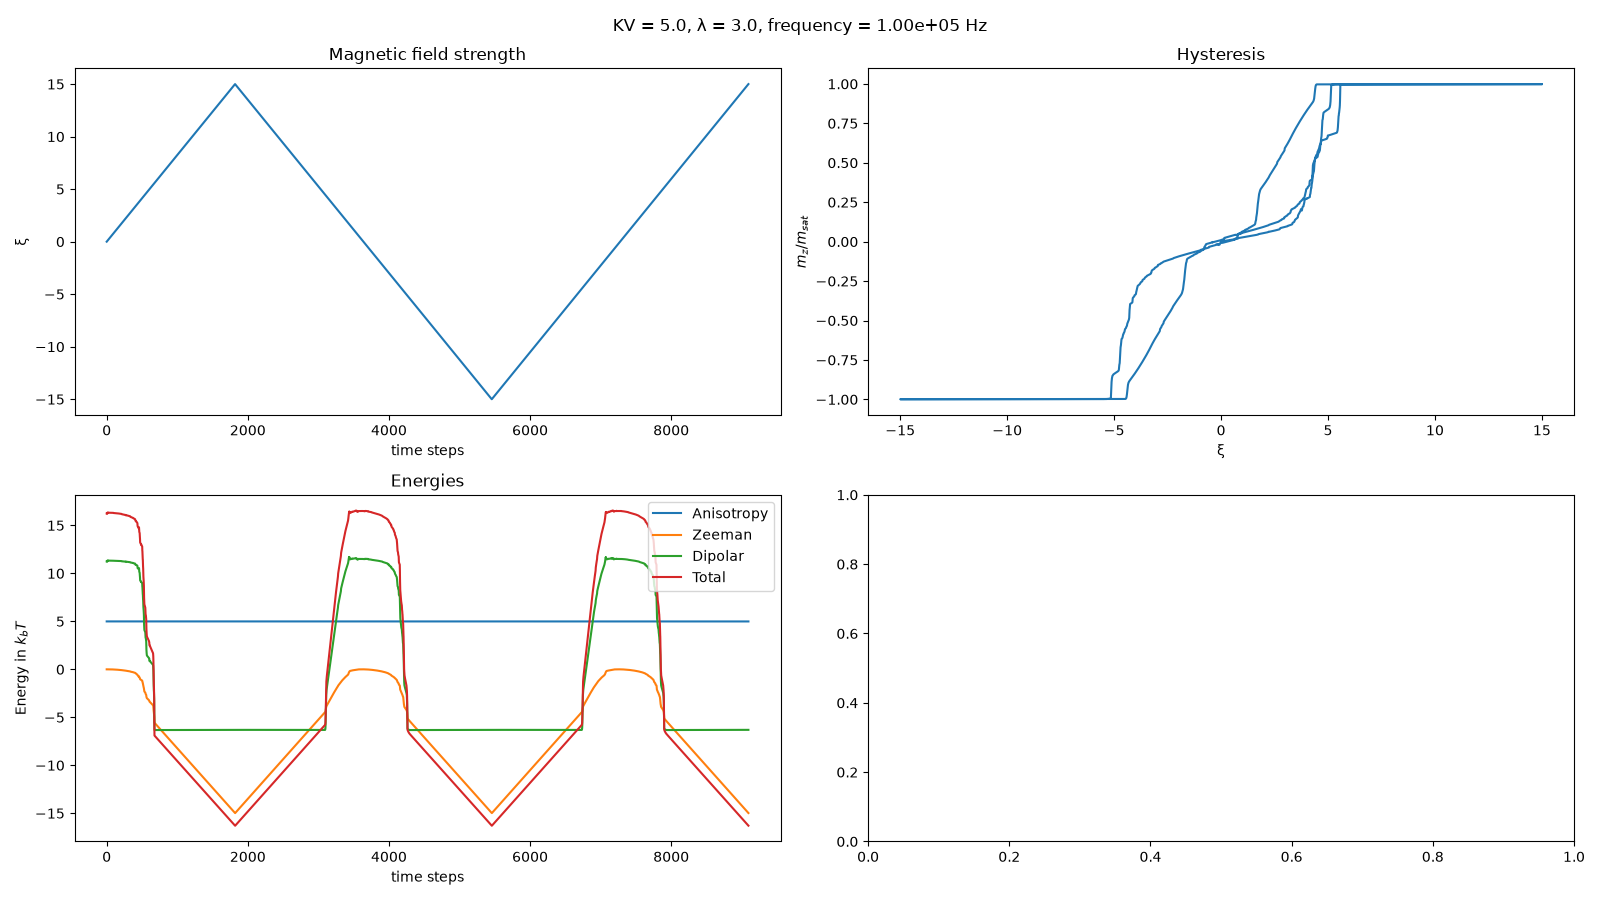 KV = 5.0, λ = 3.0, frequency = 1.00e+05 Hz
Magnetic field strength
15
10
5
0
−5
−10
−15
ξ
0 2000 4000 6000 8000
time steps
Hysteresis
1.00
0.75
0.50
0.25
0.00
−0.25
−0.50
−0.75
−1.00
m_z/m_sat
−15 −10 −5 0 5 10 15
ξ
Energies
15
10
5
0
−5
−10
−15
Energy in k_bT
Anisotropy
Zeeman
Dipolar
Total
0 2000 4000 6000 8000
time steps
1.0
0.8
0.6
0.4
0.2
0.0
0.0 0.2 0.4 0.6 0.8 1.0